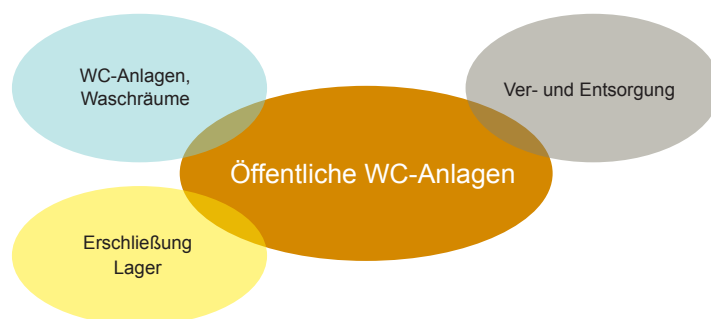 WC-Anlagen,
Waschräume
Ver- und Entsorgung
Öffentliche WC-Anlagen
Erschließung
Lager